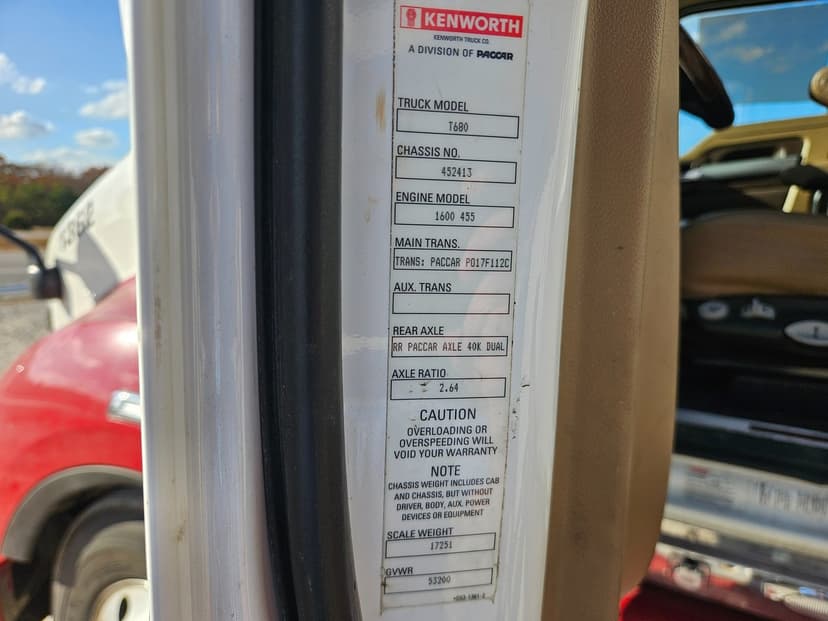 KENWORTH
KENWORTH TRUCK CO.
A DIVISION OF PACCAR
TRUCK MODEL
T680
CHASSIS NO.
452413
ENGINE MODEL
1600 455
MAIN TRANS.
TRANS: PACCAR PO17F112C
AUX. TRANS
REAR AXLE
RR PACCAR AXLE 40K DUAL
AXLE RATIO
2.64
CAUTION
OVERLOADING OR
OVERSPEEDING WILL
VOID YOUR WARRANTY
NOTE
CHASSIS WEIGHT INCLUDES CAB
AND CHASSIS, BUT WITHOUT
DRIVER, BODY, AUX. POWER
DEVICES OR EQUIPMENT
SCALE WEIGHT
17251
GVWR
53200